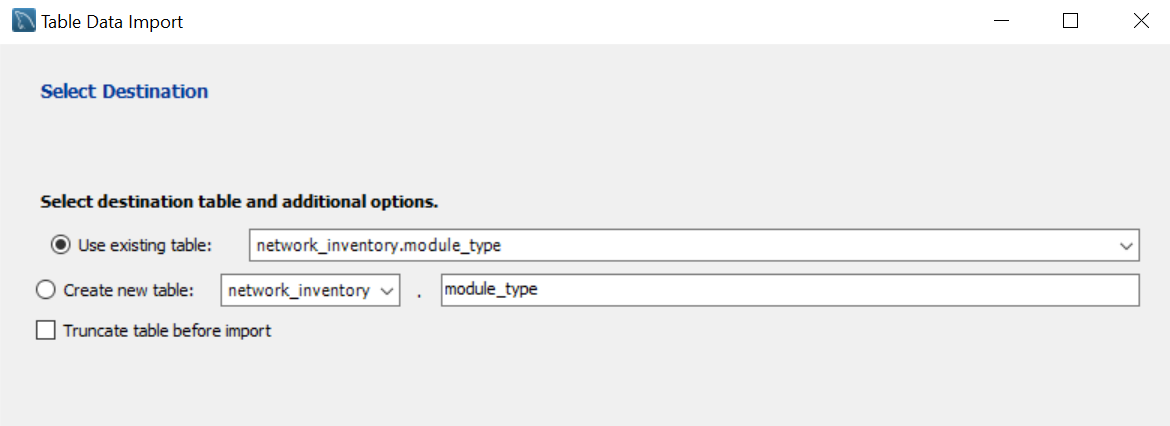 Table Data Import
Select Destination
Select destination table and additional options.
Use existing table: network_inventory.module_type
Create new table: network_inventory . module_type
Truncate table before import